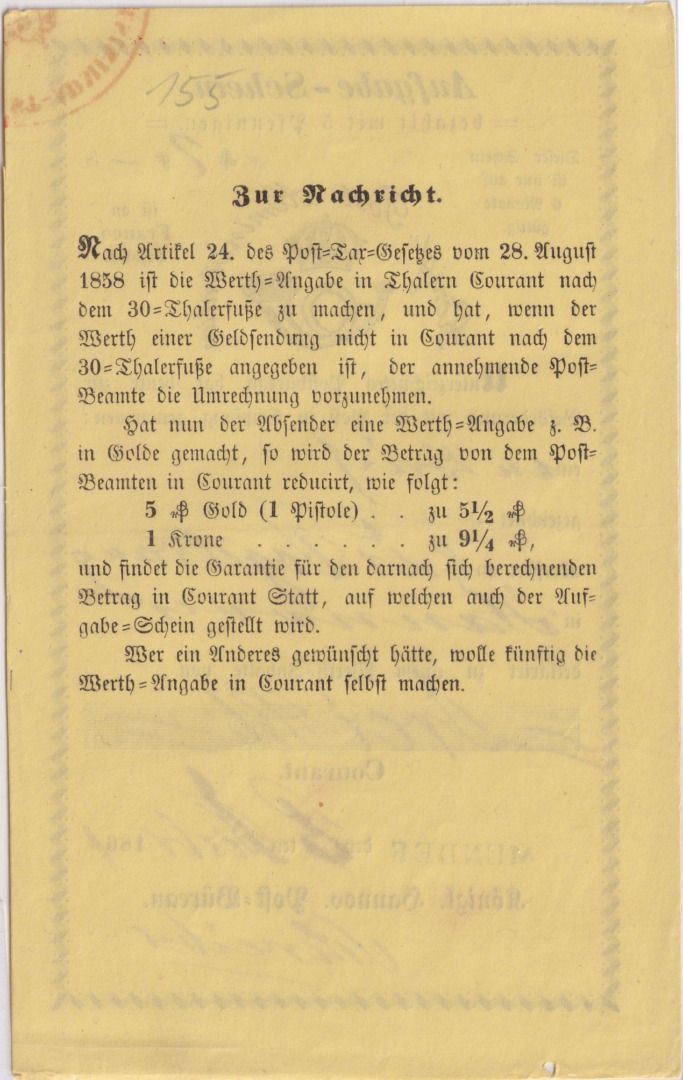 155
Zur Nachricht.
Nach Artikel 24. des Post=Tax=Gesetzes vom 28. August
1858 ist die Werth=Angabe in Thalern Courant nach
dem 30=Thalerfuße zu machen, und hat, wenn der
Werth einer Geldsendung nicht in Courant nach dem
30=Thalerfuße angegeben ist, der annehmende Post=
Beamte die Umrechnung vorzunehmen.
Hat nun der Absender eine Werth=Angabe z. B.
in Golde gemacht, so wird der Betrag von dem Post=
Beamten in Courant reducirt, wie folgt:
5 ₰ Gold (1 Pistole) . . zu 5½ ₰
1 Krone . . . . . . zu 9¼ ₰,
und findet die Garantie für den darnach sich berechnenden
Betrag in Courant Statt, auf welchen auch der Auf=
gabe=Schein gestellt wird.
Wer ein Anderes gewünscht hätte, wolle künftig die
Werth=Angabe in Courant selbst machen.
Courant.
MÜNDER
Königl. Hannov. Post=Büreau.